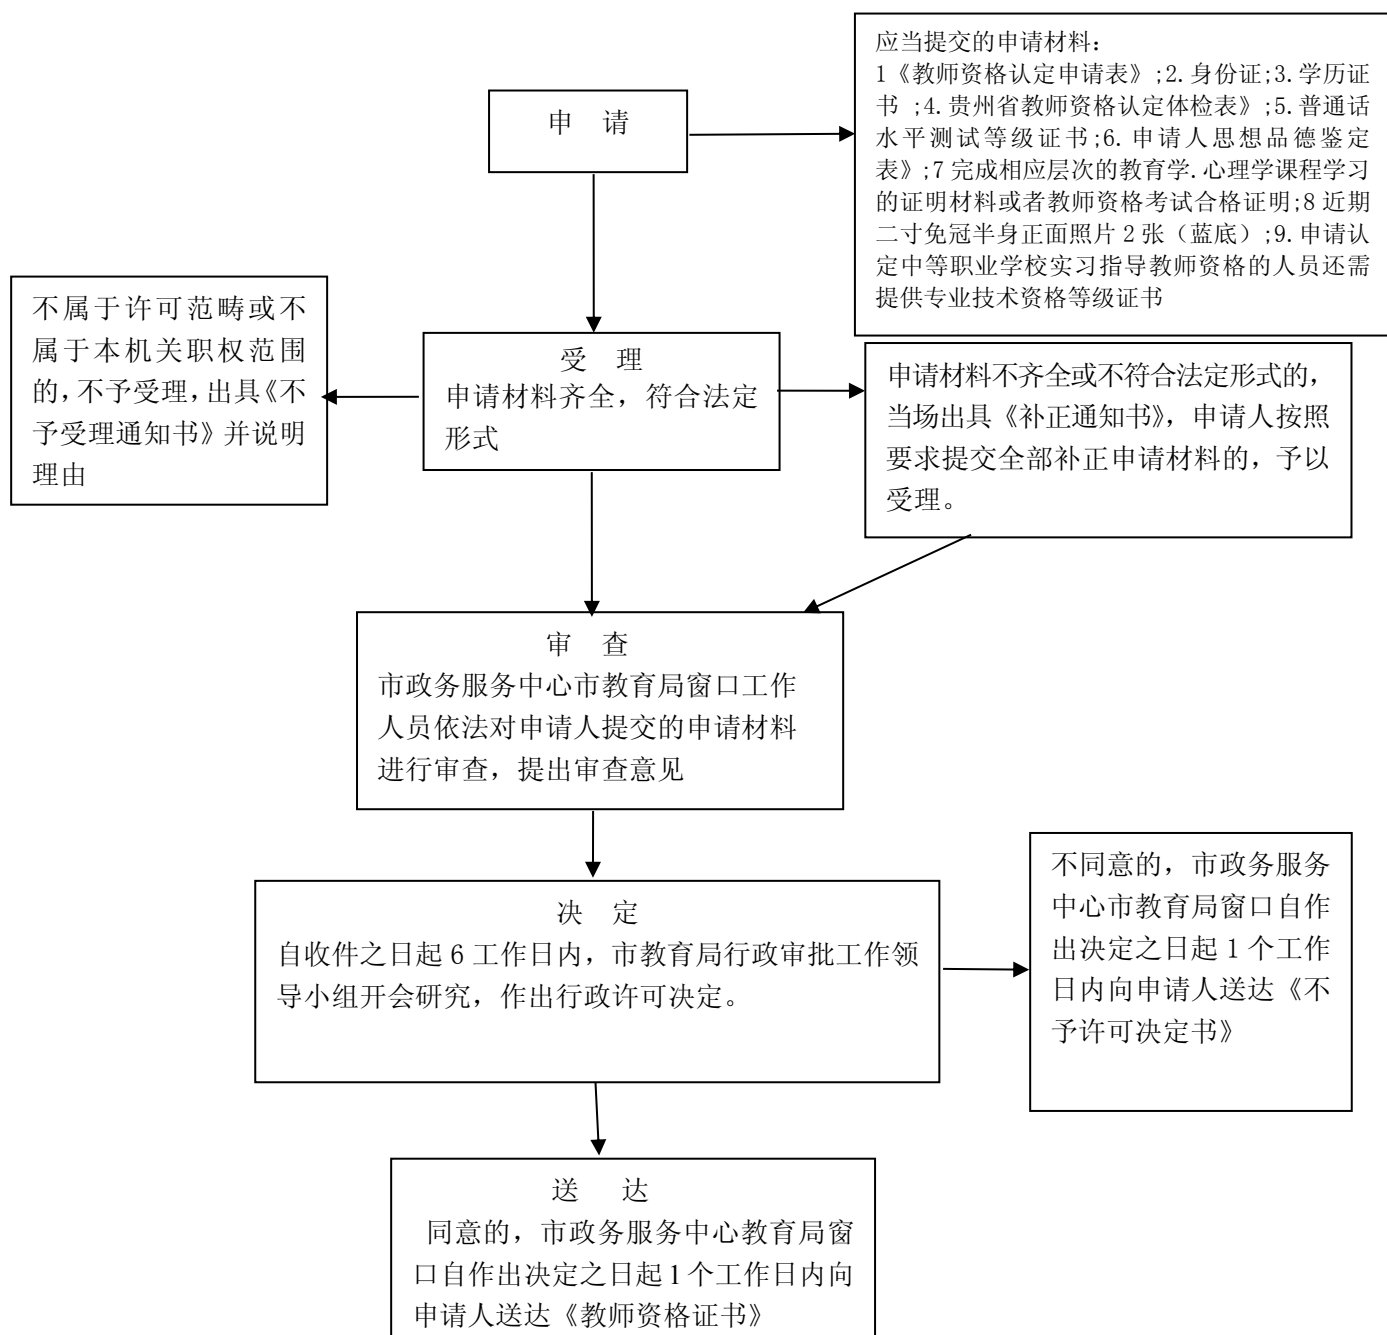 应当提交的申请材料：
1《教师资格认定申请表》;2.身份证;3.学历证
书 ;4.贵州省教师资格认定体检表》;5.普通话
水平测试等级证书;6.申请人思想品德鉴定
表》;7 完成相应层次的教育学.心理学课程学习
的证明材料或者教师资格考试合格证明;8 近期
二寸免冠半身正面照片 2 张（蓝底）;9.申请认
定中等职业学校实习指导教师资格的人员还需
提供专业技术资格等级证书
申 请
不属于许可范畴或不
属于本机关职权范围
的，不予受理，出具《不
予受理通知书》并说明
理由
受 理
申请材料齐全，符合法定
形式
申请材料不齐全或不符合法定形式的，
当场出具《补正通知书》，申请人按照
要求提交全部补正申请材料的，予以
受理。
审 查
市政务服务中心市教育局窗口工作
人员依法对申请人提交的申请材料
进行审查，提出审查意见
决 定
自收件之日起 6 工作日内，市教育局行政审批工作领
导小组开会研究，作出行政许可决定。
不同意的，市政务服务
中心市教育局窗口自作
出决定之日起 1 个工作
日内向申请人送达《不
予许可决定书》
送 达
同意的，市政务服务中心教育局窗
口自作出决定之日起 1 个工作日内向
申请人送达《教师资格证书》